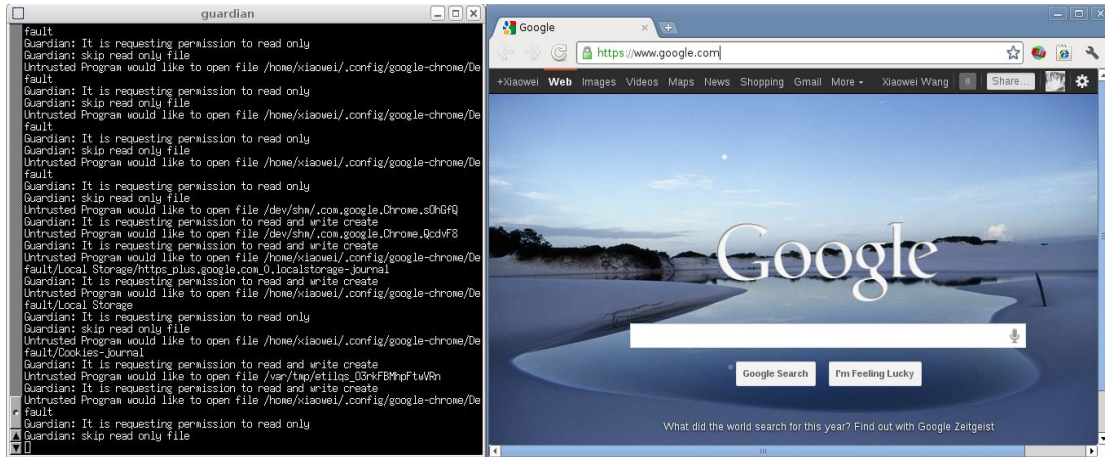 guardian
fault
Guardian: It is requesting permission to read only
Guardian: skip read only file
Untrusted Program would like to open file /home/xiaowei/.config/google-chrome/De
fault
Guardian: It is requesting permission to read only
Guardian: skip read only file
Untrusted Program would like to open file /home/xiaowei/.config/google-chrome/De
fault
Guardian: It is requesting permission to read only
Guardian: skip read only file
Untrusted Program would like to open file /home/xiaowei/.config/google-chrome/De
fault
Guardian: It is requesting permission to read only
Guardian: skip read only file
Untrusted Program would like to open file /dev/shm/.com.google.Chrome.sOhGfQ
Guardian: It is requesting permission to read and write create
Untrusted Program would like to open file /dev/shm/.com.google.Chrome.QcdvF8
Guardian: It is requesting permission to read and write create
Untrusted Program would like to open file /home/xiaowei/.config/google-chrome/De
fault/Local Storage/https_plus.google.com_0.localstorage-journal
Guardian: It is requesting permission to read and write create
Untrusted Program would like to open file /home/xiaowei/.config/google-chrome/De
fault/Local Storage
Guardian: It is requesting permission to read only
Guardian: skip read only file
Untrusted Program would like to open file /home/xiaowei/.config/google-chrome/De
fault/Cookies-journal
Guardian: It is requesting permission to read and write create
Untrusted Program would like to open file /var/tmp/etilqs_O3rkFBMhpFtwVRn
Guardian: It is requesting permission to read and write create
Untrusted Program would like to open file /home/xiaowei/.config/google-chrome/De
fault
Guardian: It is requesting permission to read only
Guardian: skip read only file
Google
https://www.google.com
+Xiaowei Web Images Videos Maps News Shopping Gmail More Xiaowei Wang 0 Share...
Google
Google Search I'm Feeling Lucky
What did the world search for this year? Find out with Google Zeitgeist